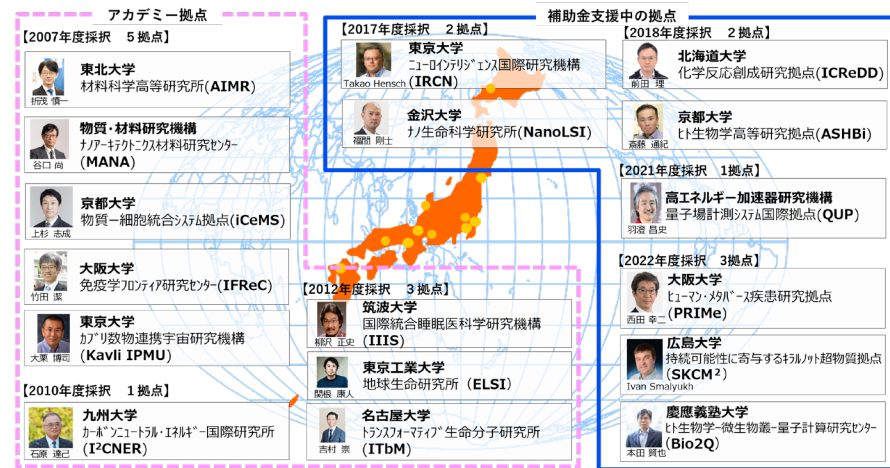 アカデミー拠点
【2007年度採択　5拠点】
東北大学
材料科学高等研究所(AIMR)
折茂 慎一
物質・材料研究機構
ナノアーキテクトニクス材料研究センター
(MANA)
谷口 尚
京都大学
物質ー細胞統合システム拠点(iCeMS)
上杉 志成
大阪大学
免疫学フロンティア研究センター(IFReC)
竹田 潔
東京大学
カブリ数物連携宇宙研究機構
(Kavli IPMU)
大栗 博司
【2010年度採択　1拠点】
九州大学
カーボンニュートラル・エネルギー国際研究所
(I²CNER)
石原 達己
【2012年度採択　3拠点】
筑波大学
国際統合睡眠医科学研究機構
(IIIS)
柳沢 正史
東京工業大学
地球生命研究所（ELSI)
関根 康人
名古屋大学
トランスフォーマティブ生命分子研究所
(ITbM)
吉村 崇
補助金支援中の拠点
【2017年度採択　2拠点】
東京大学
ニューロインテリジェンス国際研究機構
(IRCN)
Takao Hensch
金沢大学
ナノ生命科学研究所(NanoLSI)
福間 剛士
【2018年度採択　2拠点】
北海道大学
化学反応創成研究拠点(ICReDD)
前田 理
京都大学
ヒト生物学高等研究拠点(ASHBi)
斎藤 通紀
【2021年度採択　1拠点】
高エネルギー加速器研究機構
量子場計測システム国際拠点(QUP)
羽澄 昌史
【2022年度採択　3拠点】
大阪大学
ヒューマン・メタバース疾患研究拠点
(PRIMe)
西田 幸二
広島大学
持続可能性に寄与するキラルノット超物質拠点
(SKCM²)
Ivan Smalyukh
慶應義塾大学
ヒト生物学-微生物叢-量子計算研究センター
(Bio2Q)
本田 賢也